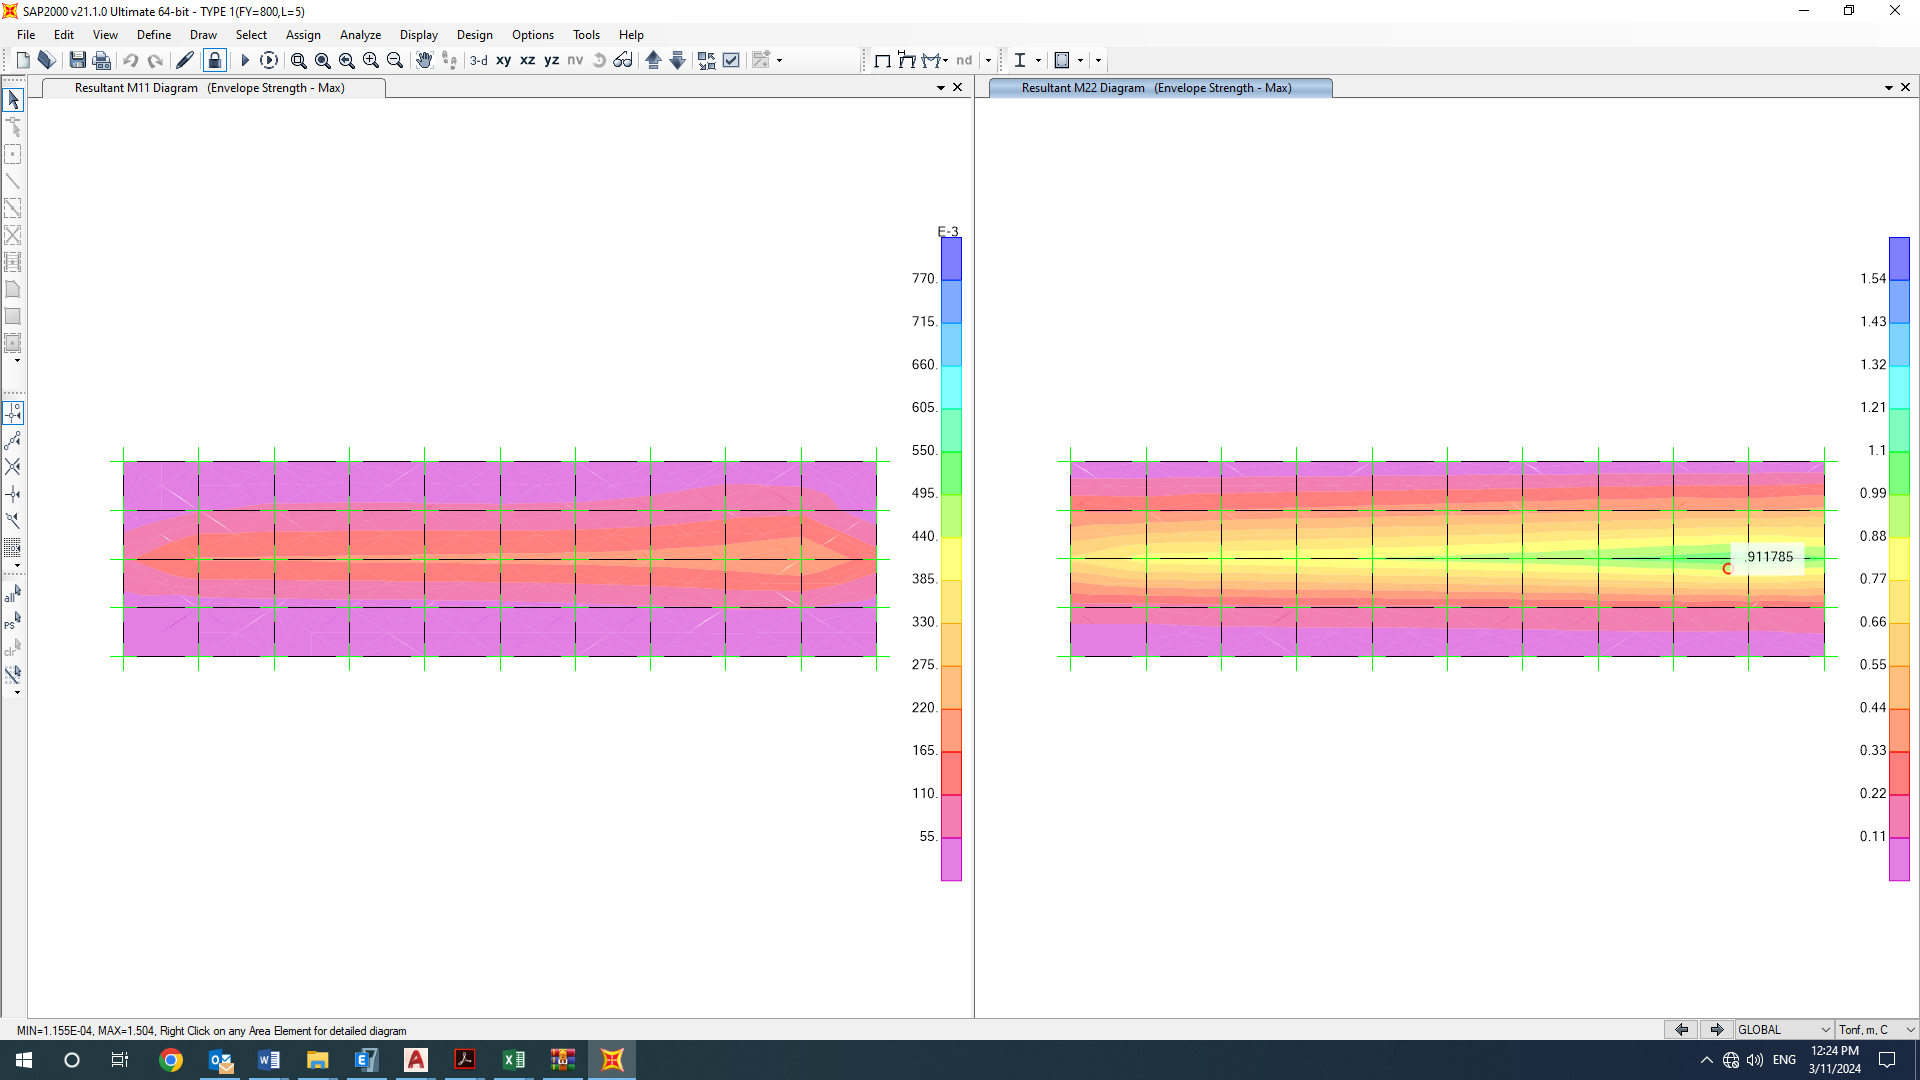 SAP2000 v21.1.0 Ultimate 64-bit - TYPE 1(FY=800,L=5)
File Edit View Define Draw Select Assign Analyze Display Design Options Tools Help
3-d xy xz yz nv nd
Resultant M11 Diagram (Envelope Strength - Max)
Resultant M22 Diagram (Envelope Strength - Max)
E-3
770.
715.
660.
605.
550.
495.
440.
385.
330.
275.
220.
165.
110.
55.
1.54
1.43
1.32
1.21
1.1
0.99
0.88
0.77
0.66
0.55
0.44
0.33
0.22
0.11
.911785
all
PS
clr
MIN=1.155E-04, MAX=1.504, Right Click on any Area Element for detailed diagram
GLOBAL
Tonf, m, C
ENG
12:24 PM
3/11/2024